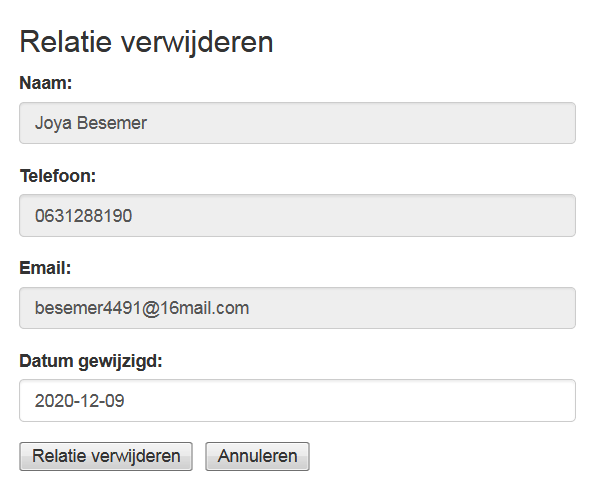 Relatie verwijderen
Naam:
Joya Besemer
Telefoon:
0631288190
Email:
besemer4491@16mail.com
Datum gewijzigd:
2020-12-09
Relatie verwijderen Annuleren